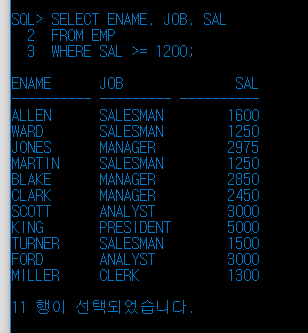 SQL> SELECT ENAME, JOB, SAL
2 FROM EMP
3 WHERE SAL >= 1200;
ENAME JOB SAL
---------- --------- ----------
ALLEN SALESMAN 1600
WARD SALESMAN 1250
JONES MANAGER 2975
MARTIN SALESMAN 1250
BLAKE MANAGER 2850
CLARK MANAGER 2450
SCOTT ANALYST 3000
KING PRESIDENT 5000
TURNER SALESMAN 1500
FORD ANALYST 3000
MILLER CLERK 1300
11 행이 선택되었습니다.